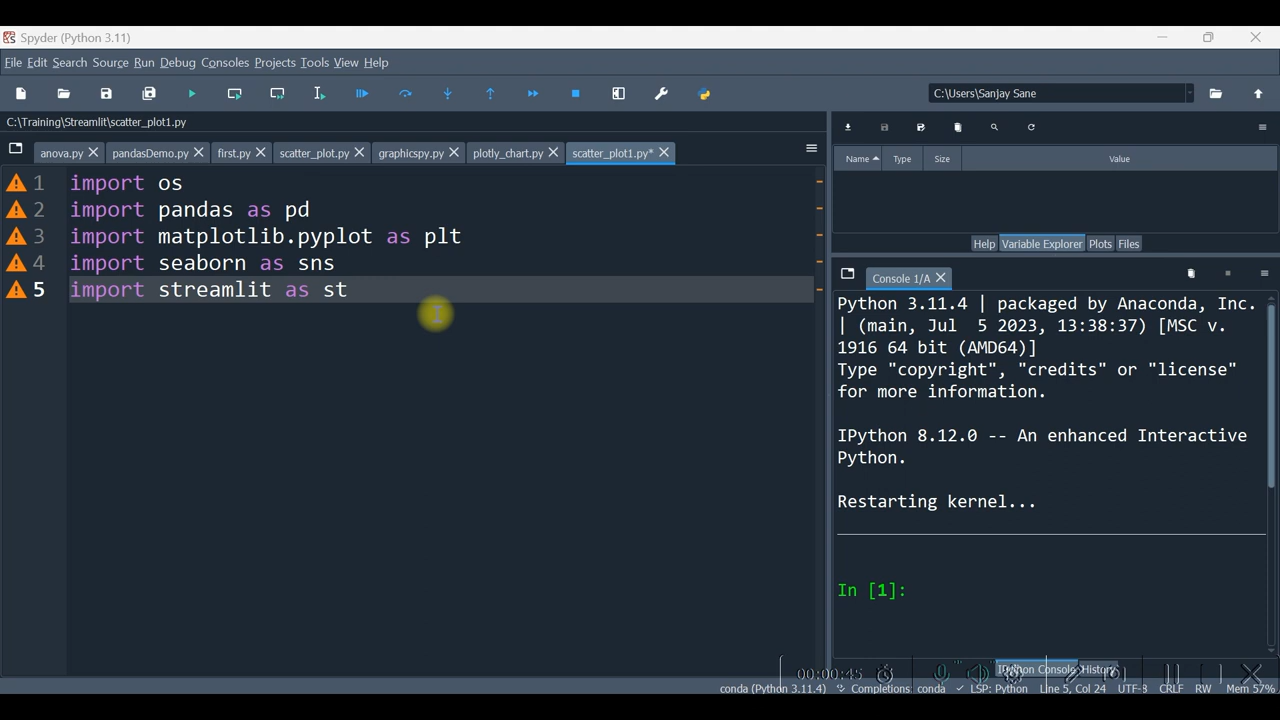 Spyder (Python 3.11)
File Edit Search Source Run Debug Consoles Projects Tools View Help
C:\Users\Sanjay Sane
C:\Training\Streamlit\scatter_plot1.py
anova.py pandasDemo.py first.py scatter_plot.py graphicspy.py plotly_chart.py scatter_plot1.py*
1 import os
2 import pandas as pd
3 import matplotlib.pyplot as plt
4 import seaborn as sns
5 import streamlit as st
Name Type Size Value
Help Variable Explorer Plots Files
Console 1/A
Python 3.11.4 | packaged by Anaconda, Inc.
| (main, Jul 5 2023, 13:38:37) [MSC v.
1916 64 bit (AMD64)]
Type "copyright", "credits" or "license"
for more information.
IPython 8.12.0 -- An enhanced Interactive
Python.
Restarting kernel...
In [1]:
00:00:45
IPython Console History
conda (Python 3.11.4) Completions: conda LSP: Python Line 5, Col 24 UTF-8 CRLF RW Mem 57%